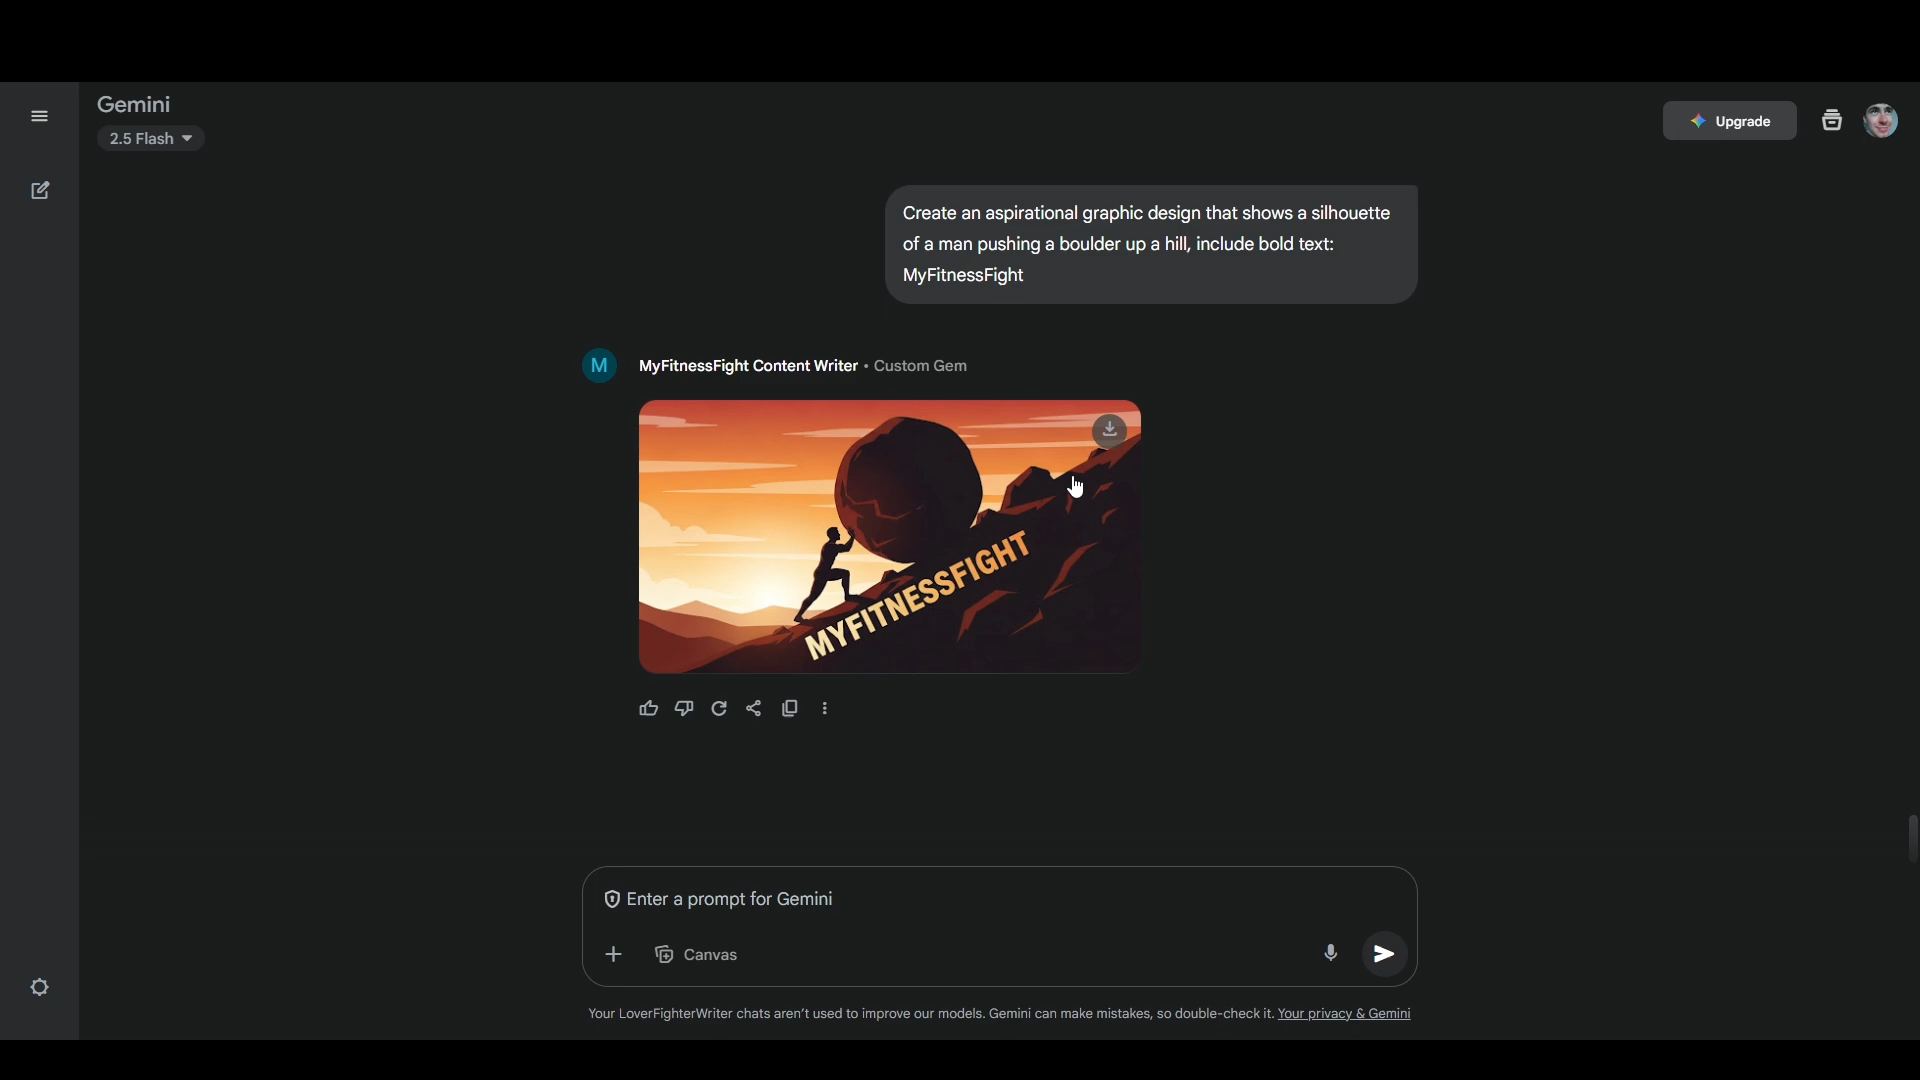 Gemini
2.5 Flash
Upgrade
Create an aspirational graphic design that shows a silhouette
of a man pushing a boulder up a hill, include bold text:
MyFitnessFight
M
MyFitnessFight Content Writer • Custom Gem
MYFITNESSFIGHT
Enter a prompt for Gemini
Canvas
Your LoverFighterWriter chats aren’t used to improve our models. Gemini can make mistakes, so double-check it. Your privacy & Gemini